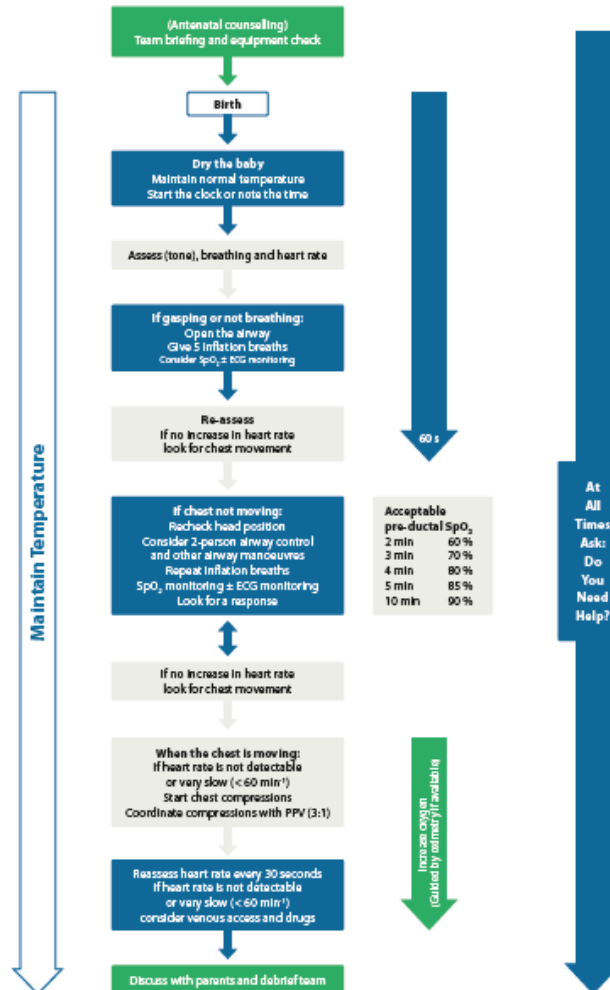 (Antenatal counselling)
Team briefing and equipment check
Birth
Dry the baby
Maintain normal temperature
Start the clock or note the time
Assess (tone), breathing and heart rate
If gasping or not breathing:
Open the airway
Give 5 inflation breaths
Consider SpO₂ ± ECG monitoring
Re-assess
If no increase in heart rate
look for chest movement
If chest not moving:
Recheck head position
Consider 2-person airway control
and other airway manoeuvres
Repeat inflation breaths
SpO₂ monitoring ± ECG monitoring
Look for a response
If no increase in heart rate
look for chest movement
When the chest is moving:
If heart rate is not detectable
or very slow (< 60 min⁻¹)
Start chest compressions
Coordinate compressions with PPV (3:1)
Reassess heart rate every 30 seconds
If heart rate is not detectable
or very slow (< 60 min⁻¹)
consider venous access and drugs
Discuss with parents and debrief team
Maintain Temperature
60 s
Acceptable
pre-ductal SpO₂
2 min 60 %
3 min 70 %
4 min 80 %
5 min 85 %
10 min 90 %
Increase oxygen
(Guided by oximetry if available)
At
All
Times
Ask:
Do
You
Need
Help?